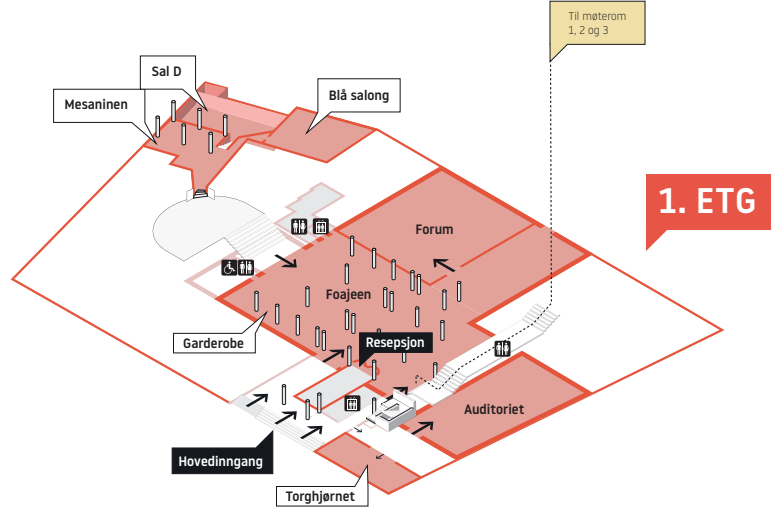 Til møterom
1, 2 og 3
Sal D
Mesaninen
Blå salong
1. ETG
Forum
Foajeen
Garderobe
Resepsjon
Auditoriet
Hovedinngang
Torghjørnet